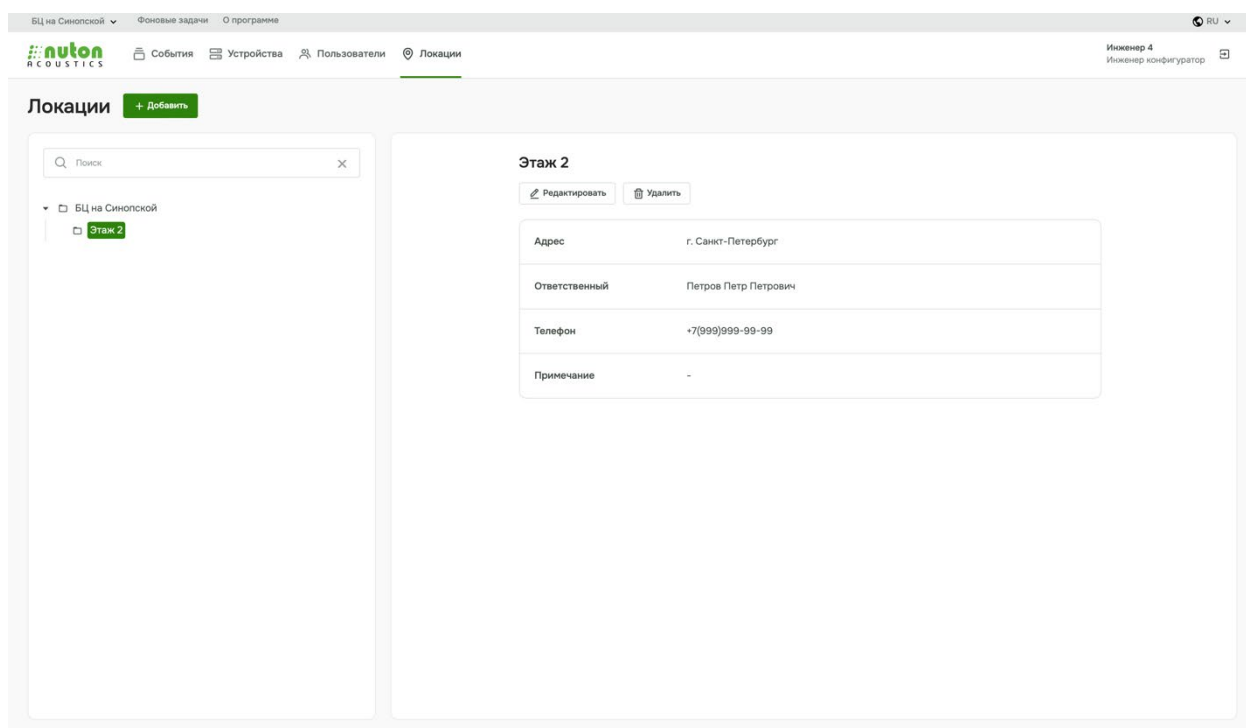 БЦ на Синопской Фоновые задачи О программе RU
nuton
ACOUSTICS
События Устройства Пользователи Локации
Инженер 4
Инженер конфигуратор
Локации + Добавить
Поиск
БЦ на Синопской
Этаж 2
Этаж 2
Редактировать Удалить
Адрес г. Санкт-Петербург
Ответственный Петров Петр Петрович
Телефон +7(999)999-99-99
Примечание -